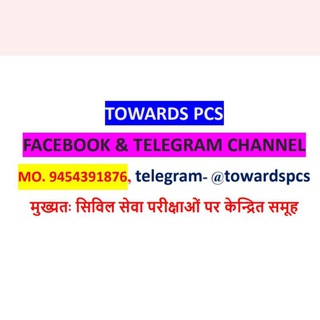 TOWARDS PCS
FACEBOOK & TELEGRAM CHANNEL
MO. 9454391876, telegram- @towardspcs
मुख्यतः सिविल सेवा परीक्षाओं पर केन्द्रित समूह